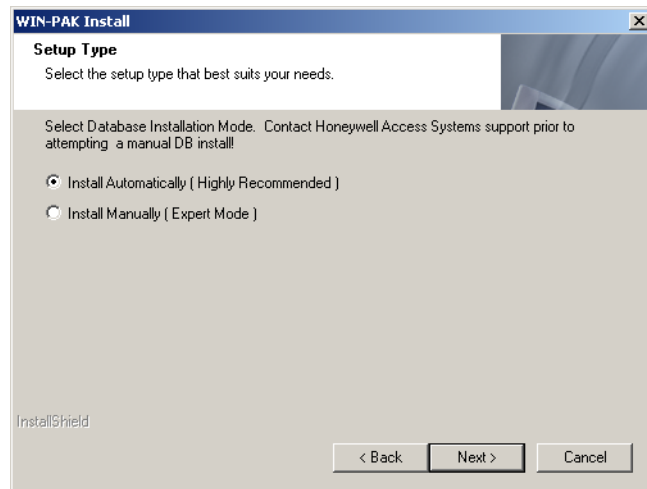 WIN-PAK Install
Setup Type
Select the setup type that best suits your needs.
Select Database Installation Mode.  Contact Honeywell Access Systems support prior to
attempting  a manual DB install!
Install Automatically ( Highly Recommended )
Install Manually ( Expert Mode )
InstallShield
< Back
Next >
Cancel